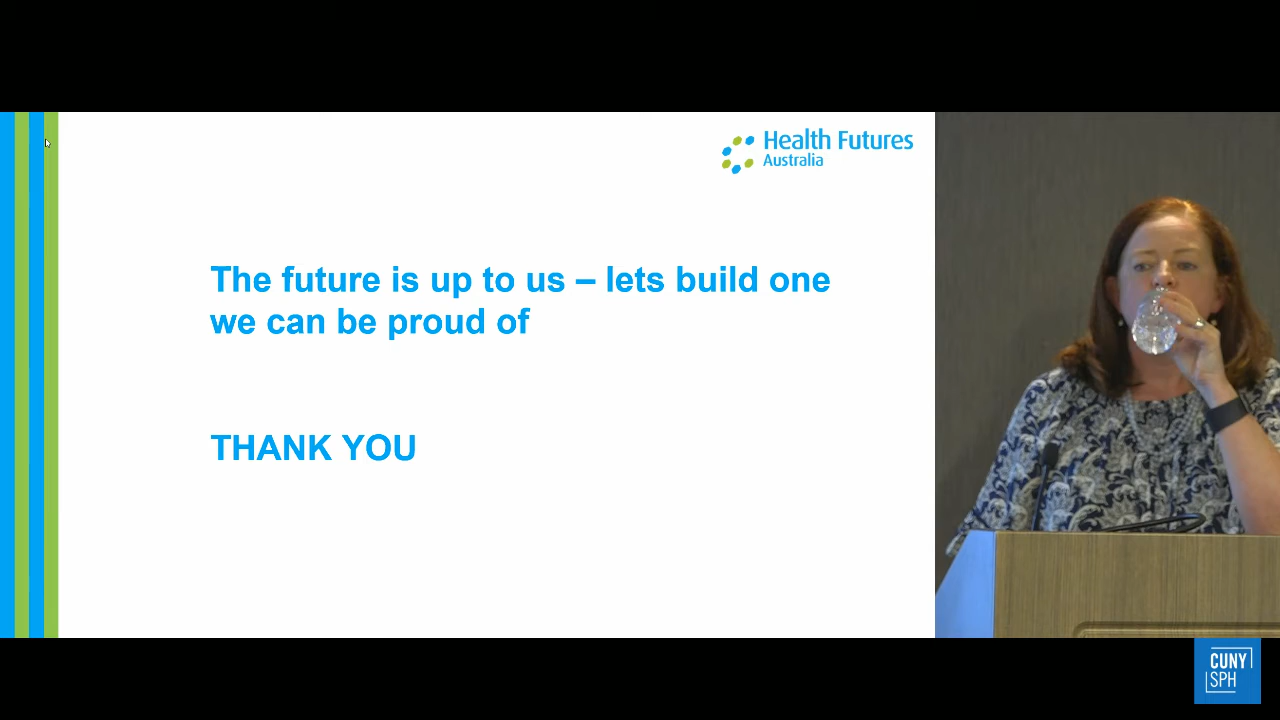 Health Futures
Australia
The future is up to us – lets build one
we can be proud of
THANK YOU
CUNY
SPH